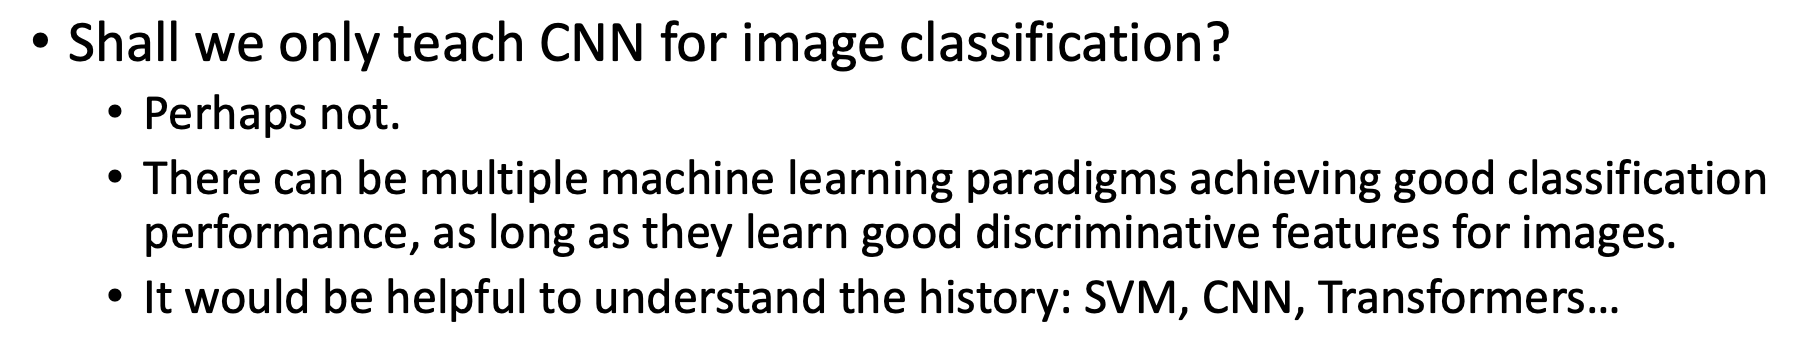 • Shall we only teach CNN for image classification?
• Perhaps not.
• There can be multiple machine learning paradigms achieving good classification
performance, as long as they learn good discriminative features for images.
• It would be helpful to understand the history: SVM, CNN, Transformers...